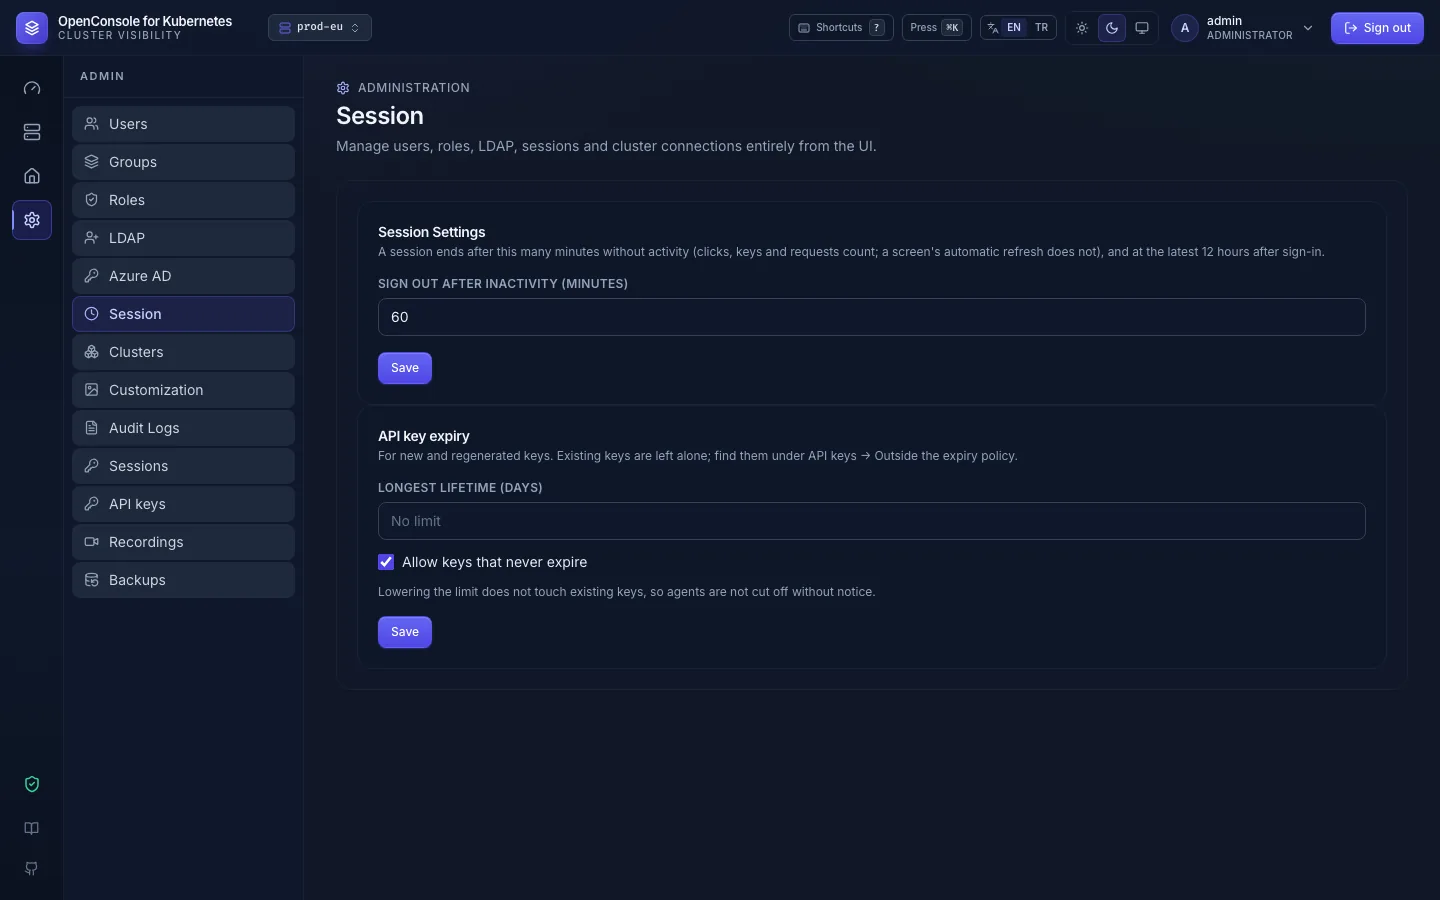 OpenConsole for Kubernetes
CLUSTER VISIBILITY
prod-eu
Shortcuts ?
Press ⌘K
EN TR
A
admin
ADMINISTRATOR
Sign out
ADMIN
Users
Groups
Roles
LDAP
Azure AD
Session
Clusters
Customization
Audit Logs
Sessions
API keys
Recordings
Backups
ADMINISTRATION
Session
Manage users, roles, LDAP, sessions and cluster connections entirely from the UI.
Session Settings
A session ends after this many minutes without activity (clicks, keys and requests count; a screen's automatic refresh does not), and at the latest 12 hours after sign-in.
SIGN OUT AFTER INACTIVITY (MINUTES)
60
Save
API key expiry
For new and regenerated keys. Existing keys are left alone; find them under API keys → Outside the expiry policy.
LONGEST LIFETIME (DAYS)
No limit
Allow keys that never expire
Lowering the limit does not touch existing keys, so agents are not cut off without notice.
Save